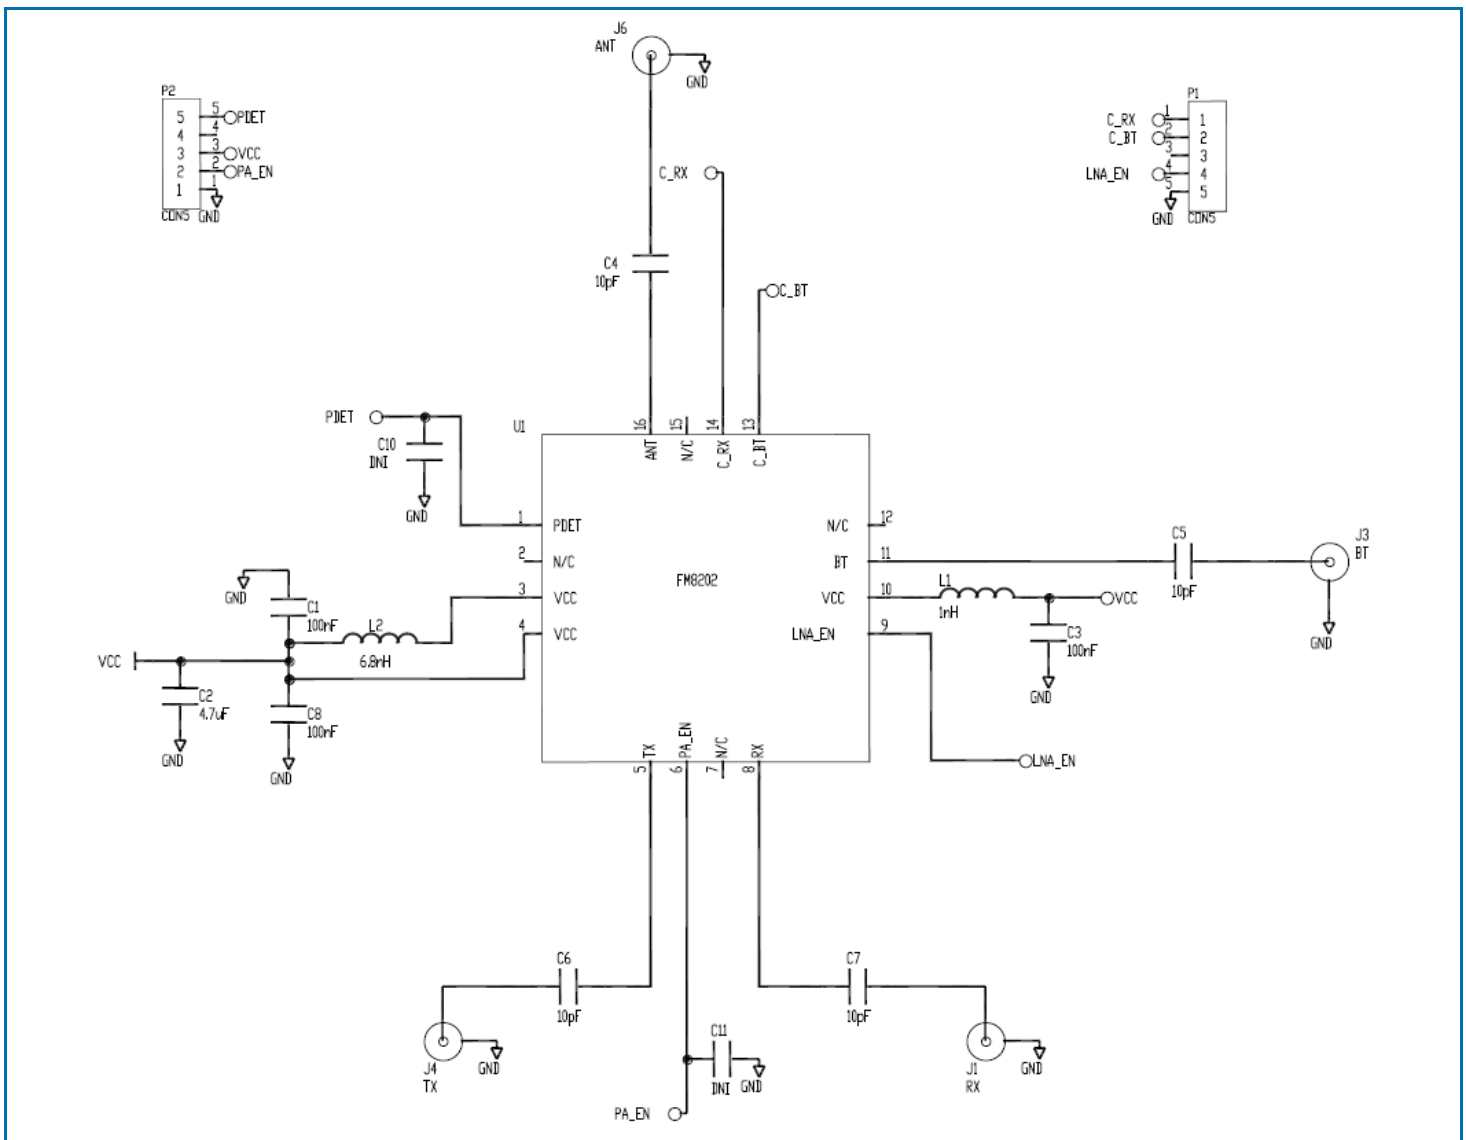 J6
ANT
GND
P2
5 5 PDET
4 4
3 3 VCC
2 2 PA_EN
1 1
CON5 GND
P1
C_RX 1 1
C_BT 2 2
3 3
LNA_EN 4 4
5 5
GND CON5
C_RX
C4
10pF
C_BT
PDET
C10
DNI
GND
U1
16 15 14 13
ANT N/C C_RX C_BT
1 PDET
2 N/C
3 VCC
4 VCC
FM8202
N/C 12
BT 11
VCC 10
LNA_EN 9
C5
10pF
J3
BT
GND
L1
1nH
VCC
C3
100nF
GND
LNA_EN
GND
C1
100nF
L2
6.8nH
VCC
C2
4.7uF
GND
C8
100nF
GND
TX PA_EN N/C RX
5 6 7 8
C6
10pF
J4
TX
GND
C7
10pF
J1
RX
GND
C11
DNI
GND
PA_EN